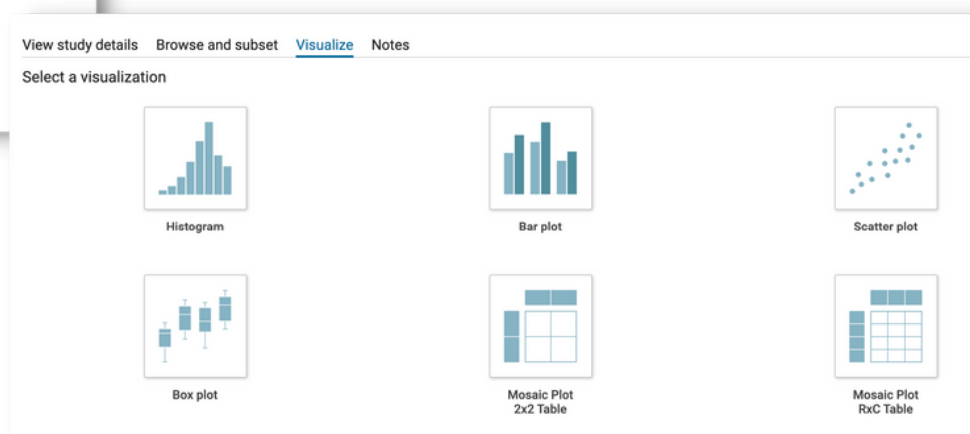 View study details Browse and subset Visualize Notes
Select a visualization
Histogram
Bar plot
Scatter plot
Box plot
Mosaic Plot
2x2 Table
Mosaic Plot
RxC Table